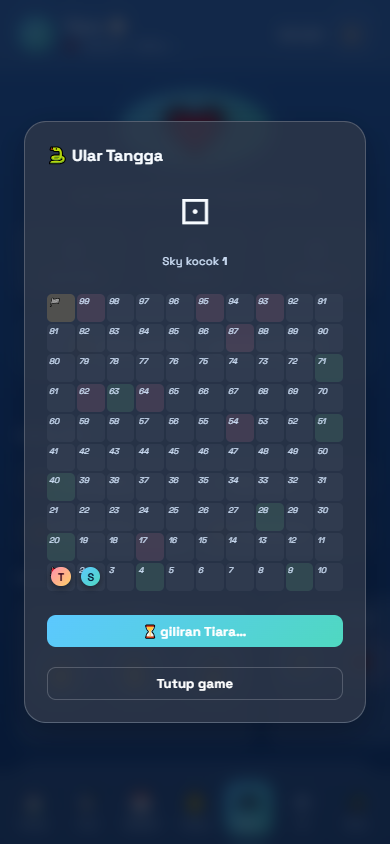 Ular Tangga
Sky kocok 1
99 98 97 96 95 94 93 92 91
81 82 83 84 85 86 87 88 89 90
80 79 78 77 76 75 74 73 72 71
61 62 63 64 65 66 67 68 69 70
60 59 58 57 56 55 54 53 52 51
41 42 43 44 45 46 47 48 49 50
40 39 38 37 36 35 34 33 32 31
21 22 23 24 25 26 27 28 29 30
20 19 18 17 16 15 14 13 12 11
T 2 S 3 4 5 6 7 8 9 10
giliran Tiara...
Tutup game